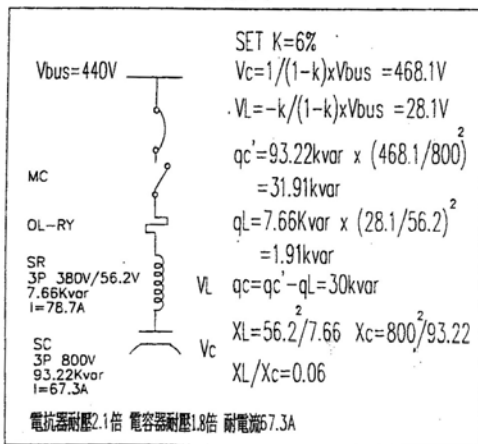 Vbus=440V
MC
OL-RY
SR
3P 380V/56.2V
7.66Kvar
I=78.7A
VL
SC
3P 800V
93.22Kvar
I=67.3A
Vc
SET K=6%
Vc=1/(1-k)xVbus =468.1V
VL=-k/(1-k)xVbus =28.1V
qc'=93.22kvar x (468.1/800)²
=31.91kvar
qL=7.66Kvar x (28.1/56.2)²
=1.91kvar
qc=qc'-qL=30kvar
XL=56.2²/7.66 Xc=800²/93.22
XL/Xc=0.06
電抗器耐壓2.1倍 電容器耐壓1.8倍 耐電流67.3A